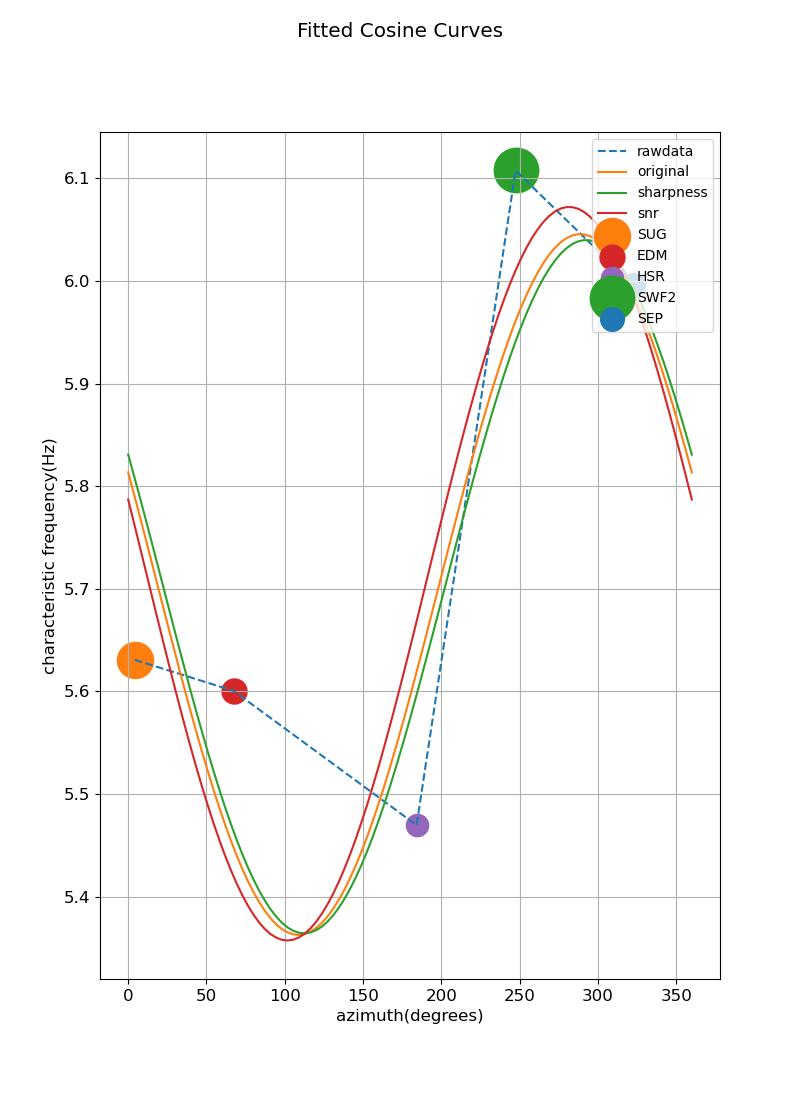 Fitted Cosine Curves
rawdata
original
sharpness
snr
SUG
EDM
HSR
SWF2
SEP
6.1
6.0
5.9
5.8
5.7
5.6
5.5
5.4
characteristic frequency(Hz)
0 50 100 150 200 250 300 350
azimuth(degrees)